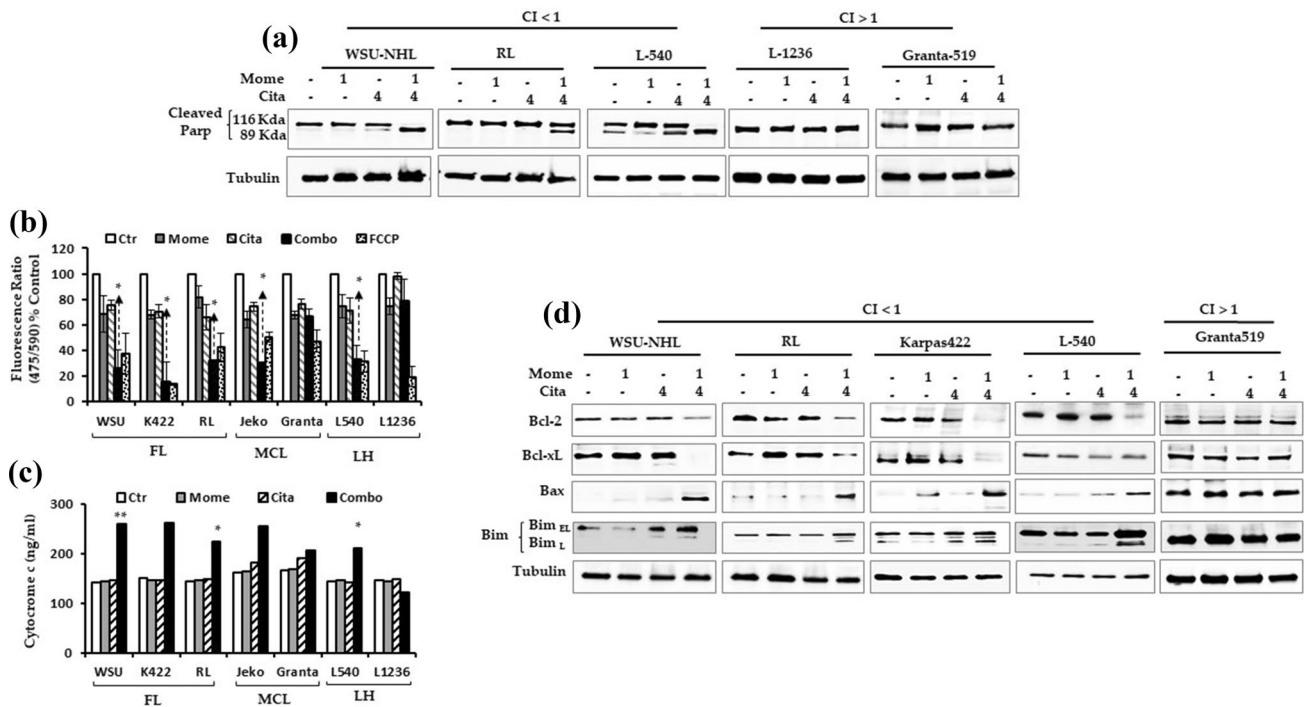 (a)
CI < 1 CI > 1
WSU-NHL RL L-540 L-1236 Granta-519
Mome - 1 - 1 - 1 - 1 - 1 - 1 - 1 - 1 - 1 - 1
Cita - - 4 4 - - 4 4 - - 4 4 - - 4 4 - - 4 4
Cleaved Parp { 116 Kda
89 Kda
Tubulin
(b)
Ctr Mome Cita Combo FCCP
Fluorescence Ratio
(475/590) % Control
120
100
80
60
40
20
0
* * * * *
WSU K422 RL Jeko Granta L540 L1236
FL MCL LH
(c)
Ctr Mome Cita Combo
Cytocrome c (ng/ml)
300
200
100
0
** * *
WSU K422 RL Jeko Granta L540 L1236
FL MCL LH
(d)
CI < 1 CI > 1
WSU-NHL RL Karpas422 L-540 Granta519
Mome - 1 - 1 - 1 - 1 - 1 - 1 - 1 - 1 - 1 - 1
Cita - - 4 4 - - 4 4 - - 4 4 - - 4 4 - - 4 4
Bcl-2
Bcl-xL
Bax
Bim { Bim EL
Bim L
Tubulin